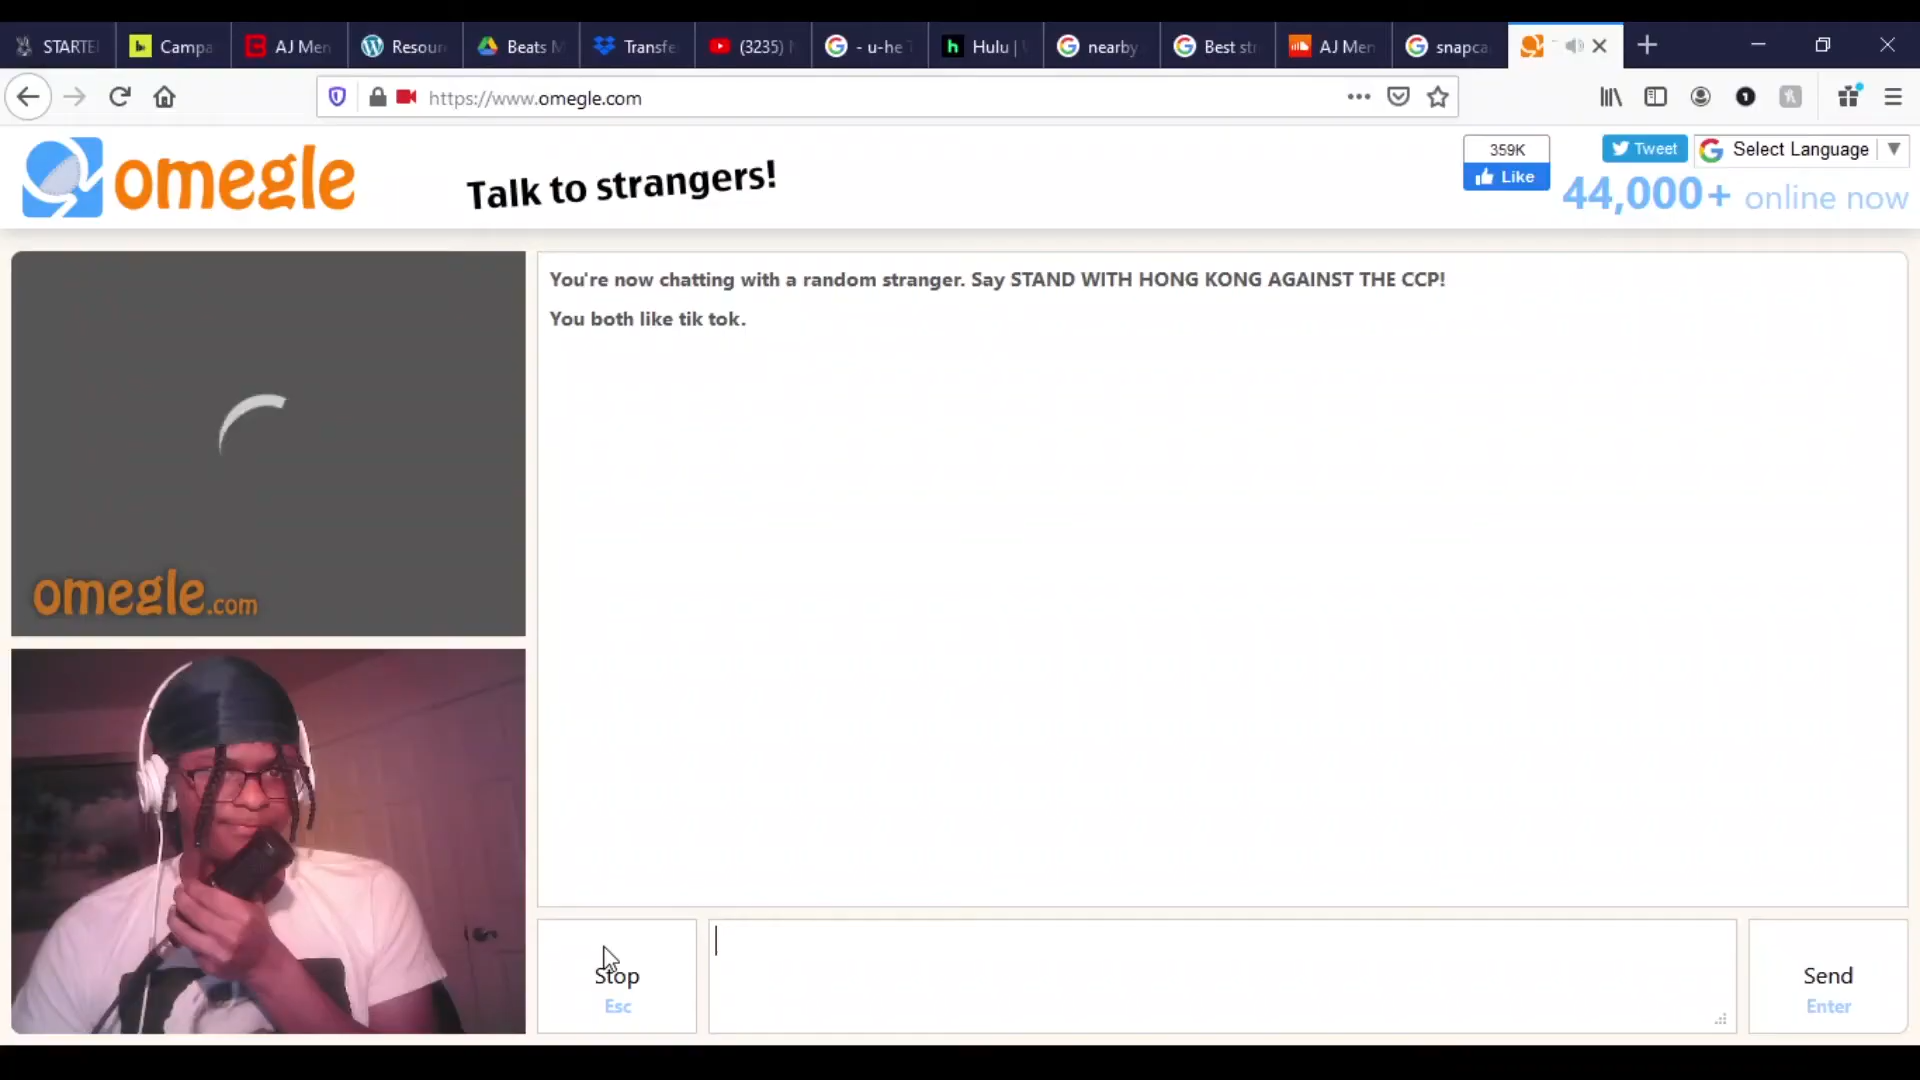 STARTE
Campa
AJ Men
Resour
Beats M
Transfe
(3235)
- u-he
Hulu |
nearby
Best st
AJ Men
snapca
https://www.omegle.com
omegle
Talk to strangers!
359K
Like
Tweet
Select Language
44,000+ online now
You're now chatting with a random stranger. Say STAND WITH HONG KONG AGAINST THE CCP!
You both like tik tok.
omegle.com
Stop
Esc
Send
Enter